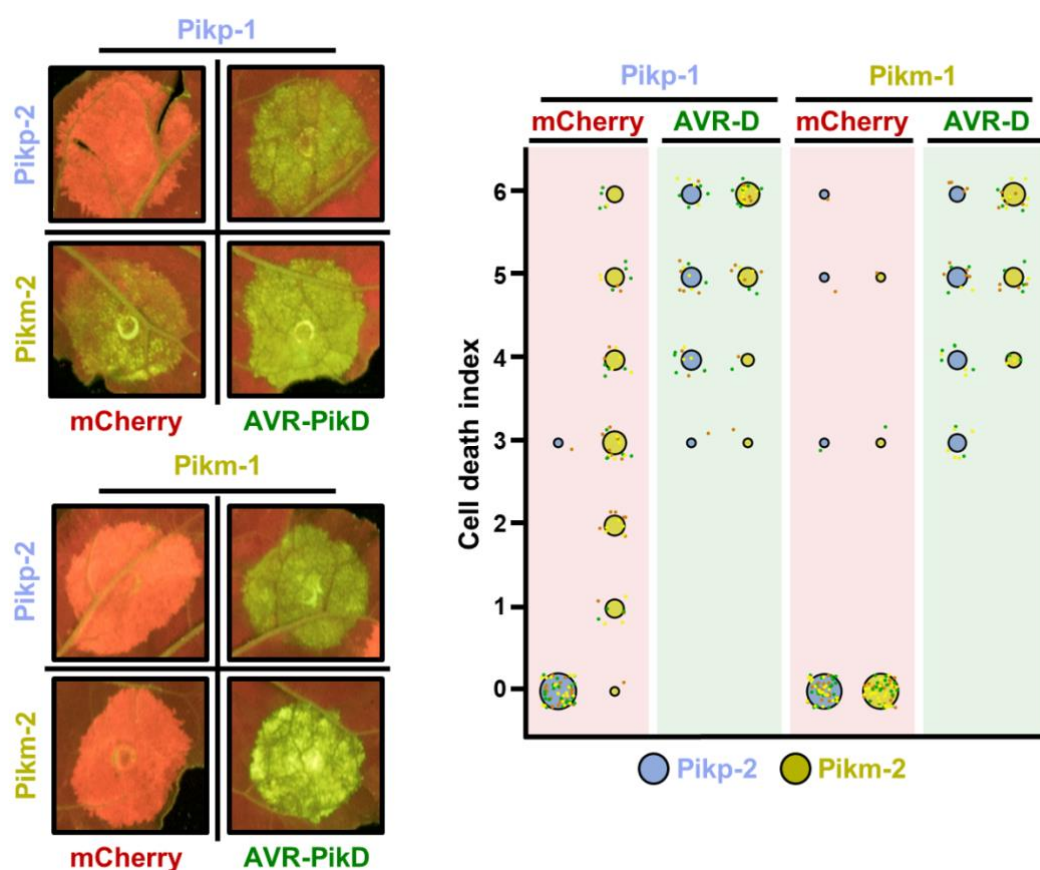 Pikp-1
Pikp-2
Pikm-2
mCherry AVR-PikD
Pikm-1
Pikp-2
Pikm-2
mCherry AVR-PikD
Pikp-1 Pikm-1
mCherry AVR-D mCherry AVR-D
Cell death index
6
5
4
3
2
1
0
Pikp-2 Pikm-2